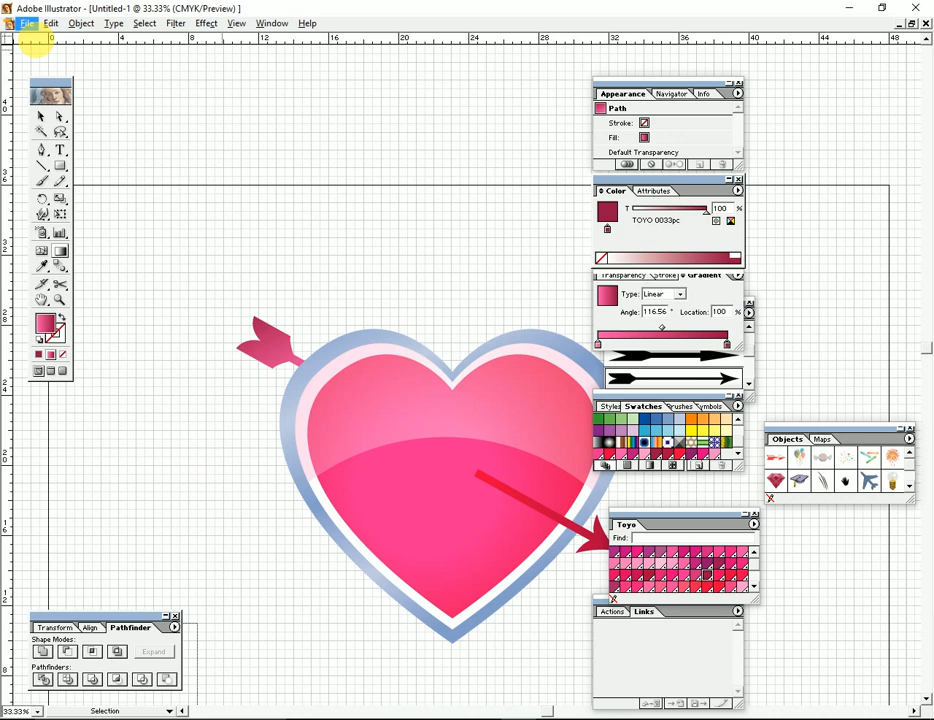 Adobe Illustrator - [Untitled-1 @ 33.33% (CMYK/Preview) ]
File Edit Object Type Select Filter Effect View Window Help
0 4 8 12 16 20 24 28 32 36 40 44 48
Appearance Navigator Info
Path
Stroke:
Fill:
Default Transparency
Color Attributes
T 100 %
TOYO 0033pc
Transparency Stroke Gradient
Type: Linear
Angle: 116.56 ° Location: 100 %
Styles Swatches Brushes Symbols
Objects Maps
Toyo
Find:
Actions Links
Transform Align Pathfinder
Shape Modes:
Expand
Pathfinders:
33.33% Selection